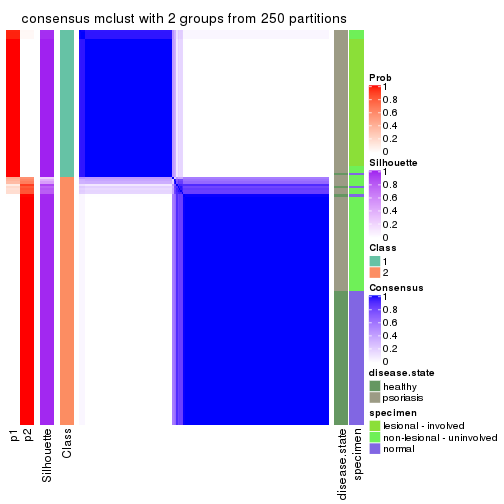 consensus mclust with 2 groups from 250 partitions
Prob
1
0.8
0.6
0.4
0.2
0
Silhouette
1
0.8
0.6
0.4
0.2
0
Class
1
2
Consensus
1
0.8
0.6
0.4
0.2
0
disease.state
healthy
psoriasis
specimen
lesional - involved
non-lesional - uninvolved
normal
p1
p2
Silhouette
Class
disease.state
specimen